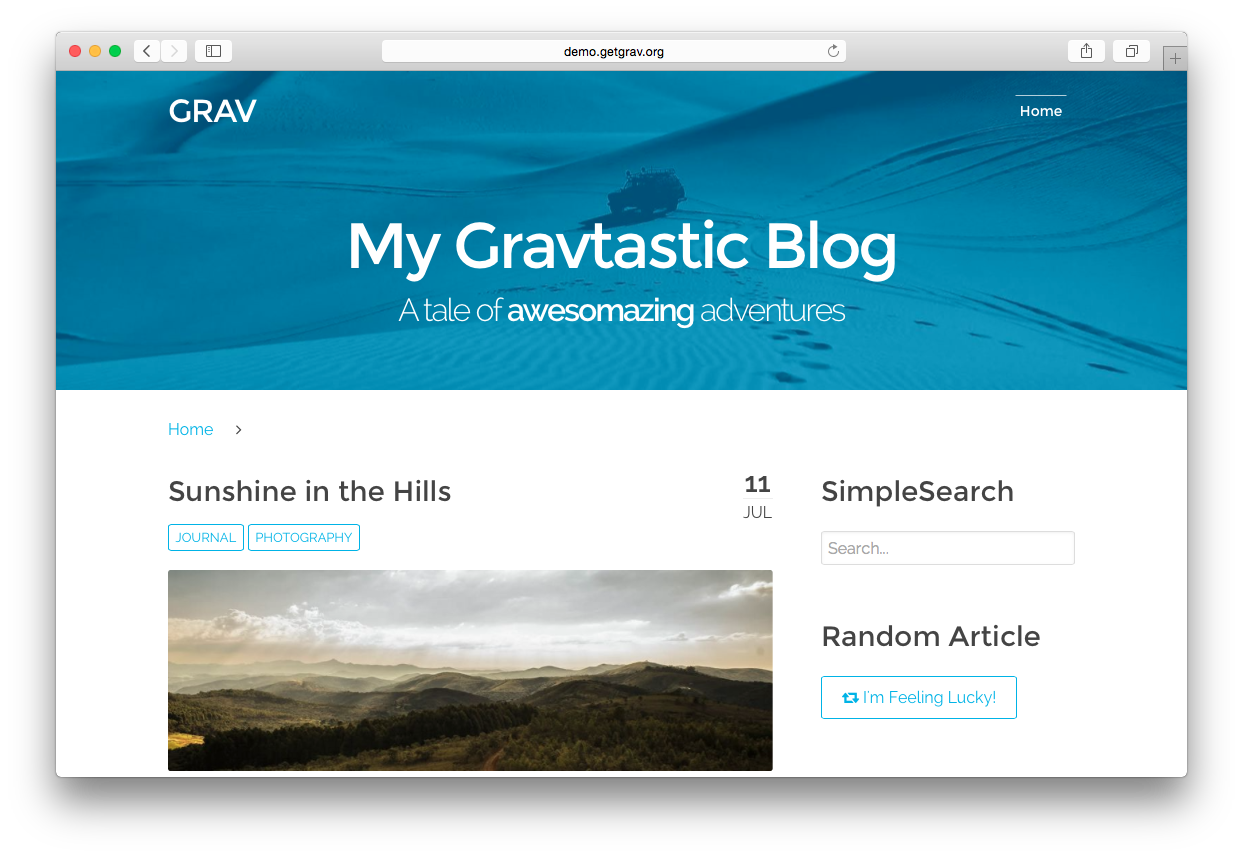 demo.getgrav.org
GRAV
Home
My Gravtastic Blog
A tale of awesomazing adventures
Home
Sunshine in the Hills
11
JUL
JOURNAL PHOTOGRAPHY
SimpleSearch
Search...
Random Article
I'm Feeling Lucky!